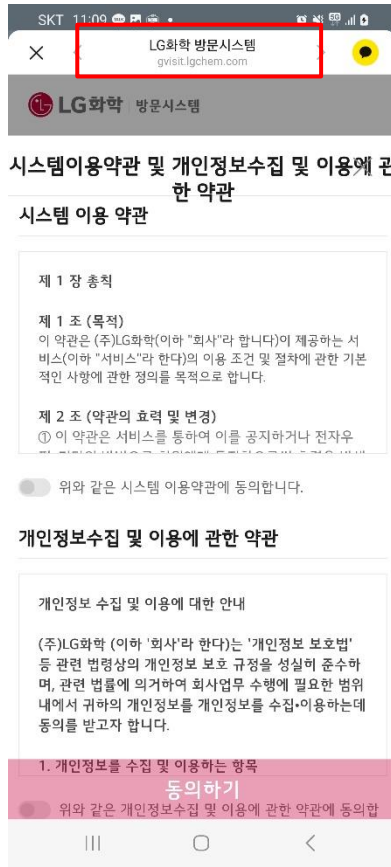 SKT 11:09
LG화학 방문시스템
gvisit.lgchem.com
LG화학 방문시스템
시스템이용약관 및 개인정보수집 및 이용에 관
한 약관
시스템 이용 약관
제 1 장 총칙
제 1 조 (목적)
이 약관은 (주)LG화학(이하 "회사"라 합니다)이 제공하는 서
비스(이하 "서비스"라 한다)의 이용 조건 및 절차에 관한 기본
적인 사항에 관한 정의를 목적으로 합니다.
제 2 조 (약관의 효력 및 변경)
① 이 약관은 서비스를 통하여 이를 공지하거나 전자우
위와 같은 시스템 이용약관에 동의합니다.
개인정보수집 및 이용에 관한 약관
개인정보 수집 및 이용에 대한 안내
(주)LG화학 (이하 '회사'라 한다)는 '개인정보 보호법'
등 관련 법령상의 개인정보 보호 규정을 성실히 준수하
며, 관련 법률에 의거하여 회사업무 수행에 필요한 범위
내에서 귀하의 개인정보를 개인정보를 수집•이용하는데
동의를 받고자 합니다.
1. 개인정보를 수집 및 이용하는 항목
동의하기
위와 같은 개인정보수집 및 이용에 관한 약관에 동의합